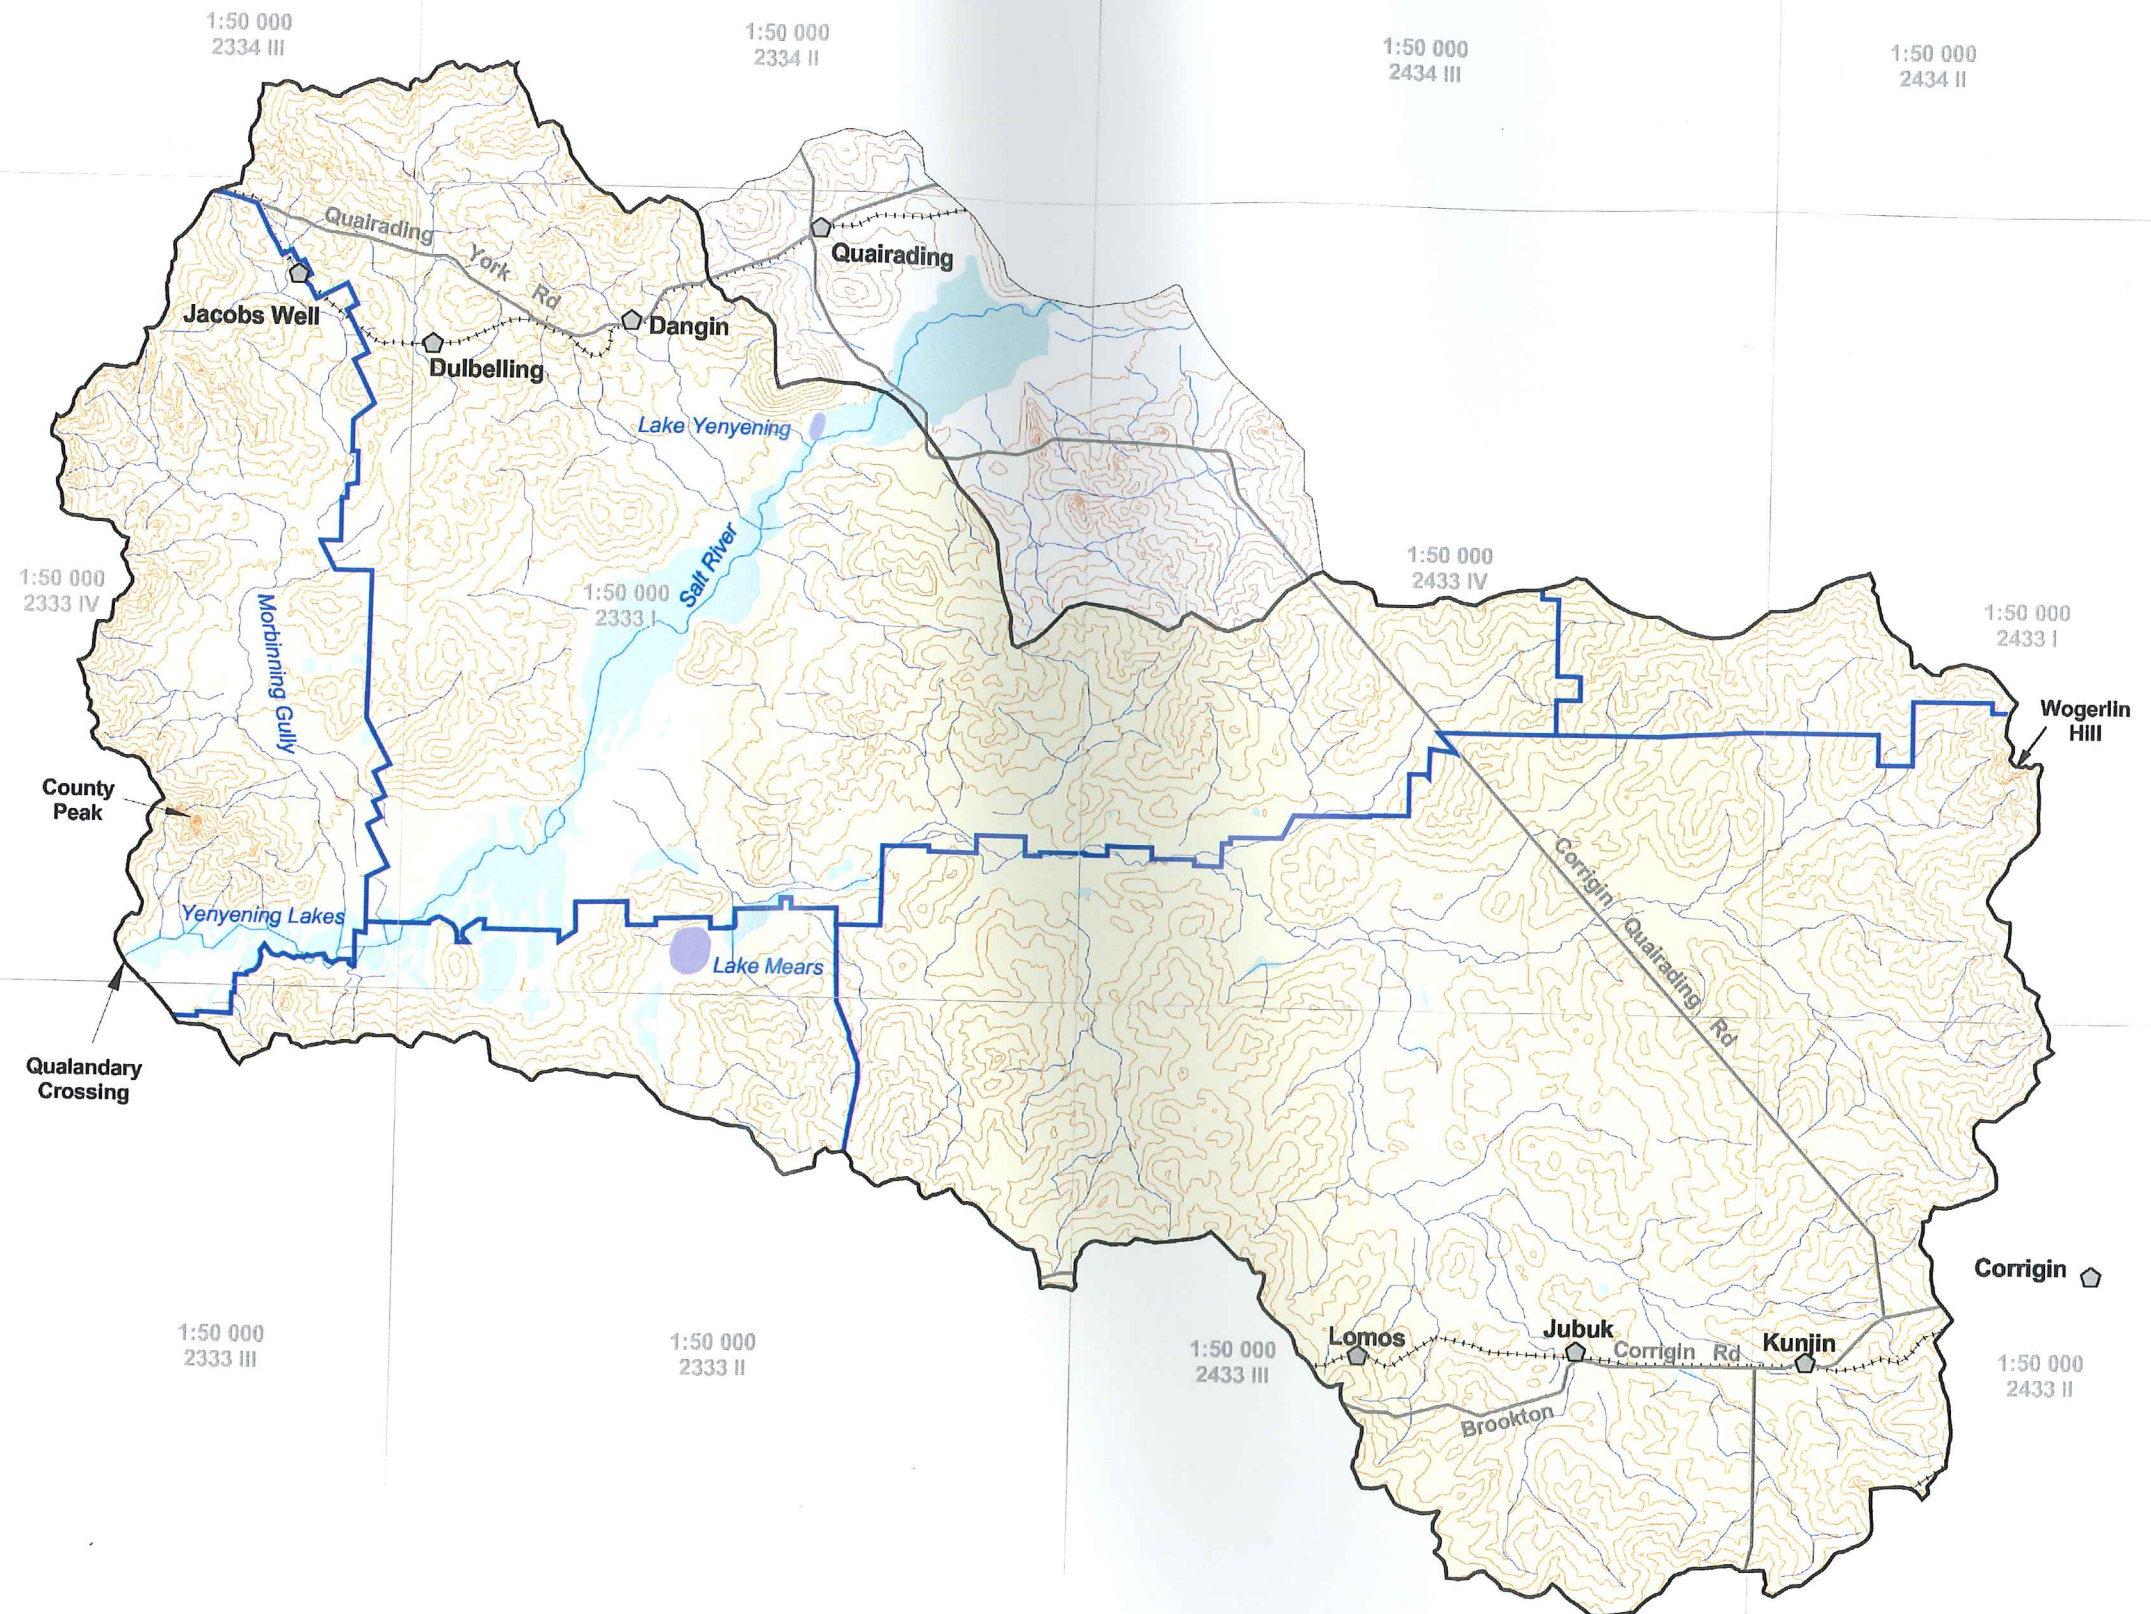 1:50 000
2334 III
1:50 000
2334 II
1:50 000
2434 III
1:50 000
2434 II
Quairading
York
Rd
Quairading
Jacobs Well
Dangin
Dulbelling
Lake Yenyening
Salt River
1:50 000
2333 IV
1:50 000
2333 I
1:50 000
2433 IV
1:50 000
2433 I
Morbinning Gully
Wogerlin
Hill
County
Peak
Corrigin
Quairading
Rd
Yenyening Lakes
Lake Mears
Qualandary
Crossing
Corrigin
1:50 000
2333 III
1:50 000
2333 II
1:50 000
2433 III
Lomos
Jubuk
Corrigin Rd
Kunjin
1:50 000
2433 II
Brookton